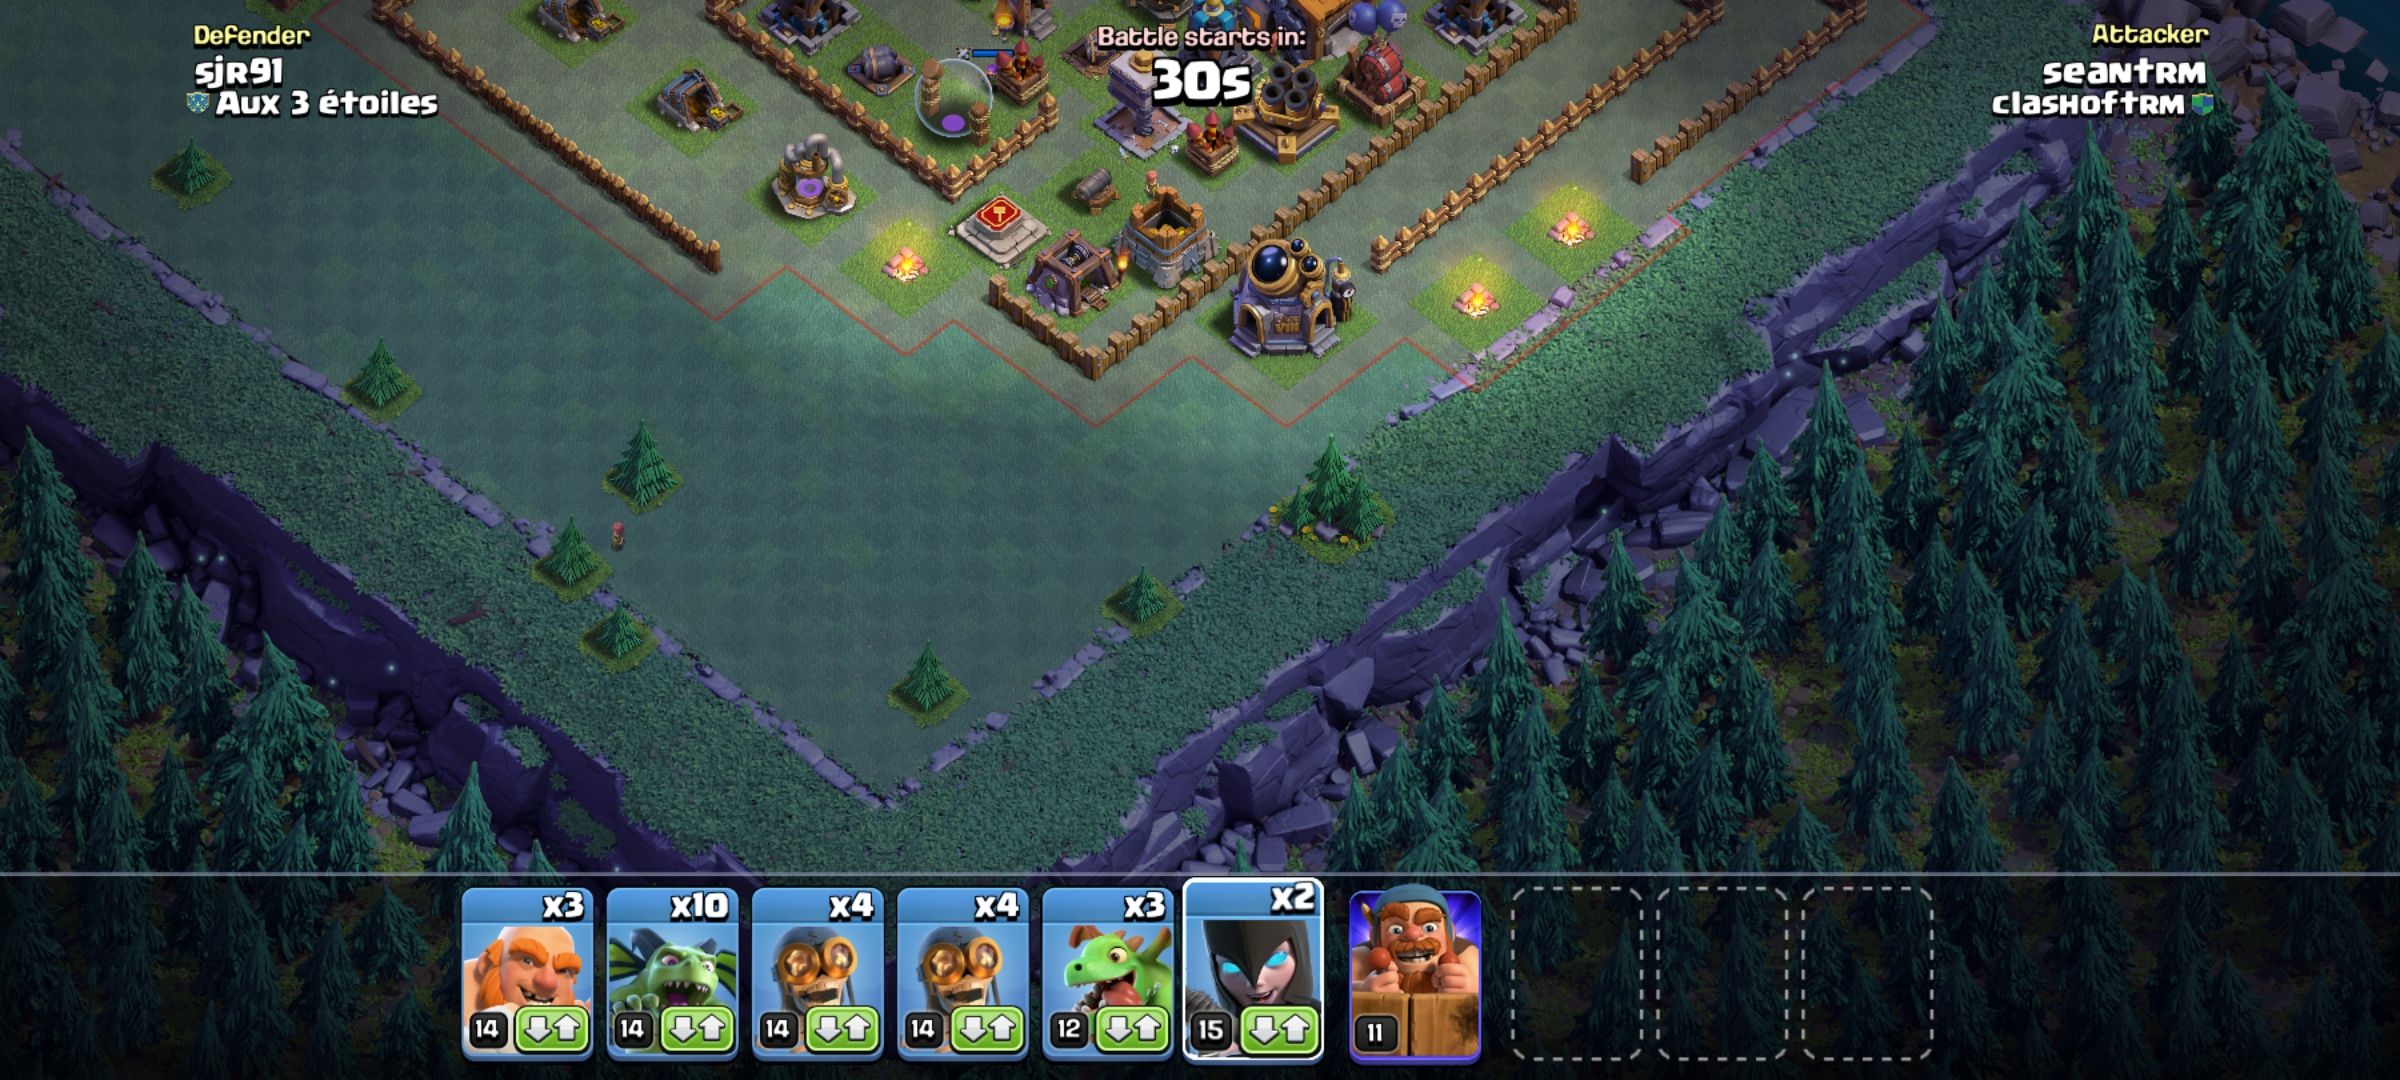 Defender
sjR91
Aux 3 étoiles
Battle starts in:
30s
Attacker
seantRM
clashoftRM
x3
x10
x4
x4
x3
x2
14
14
14
14
12
15
11